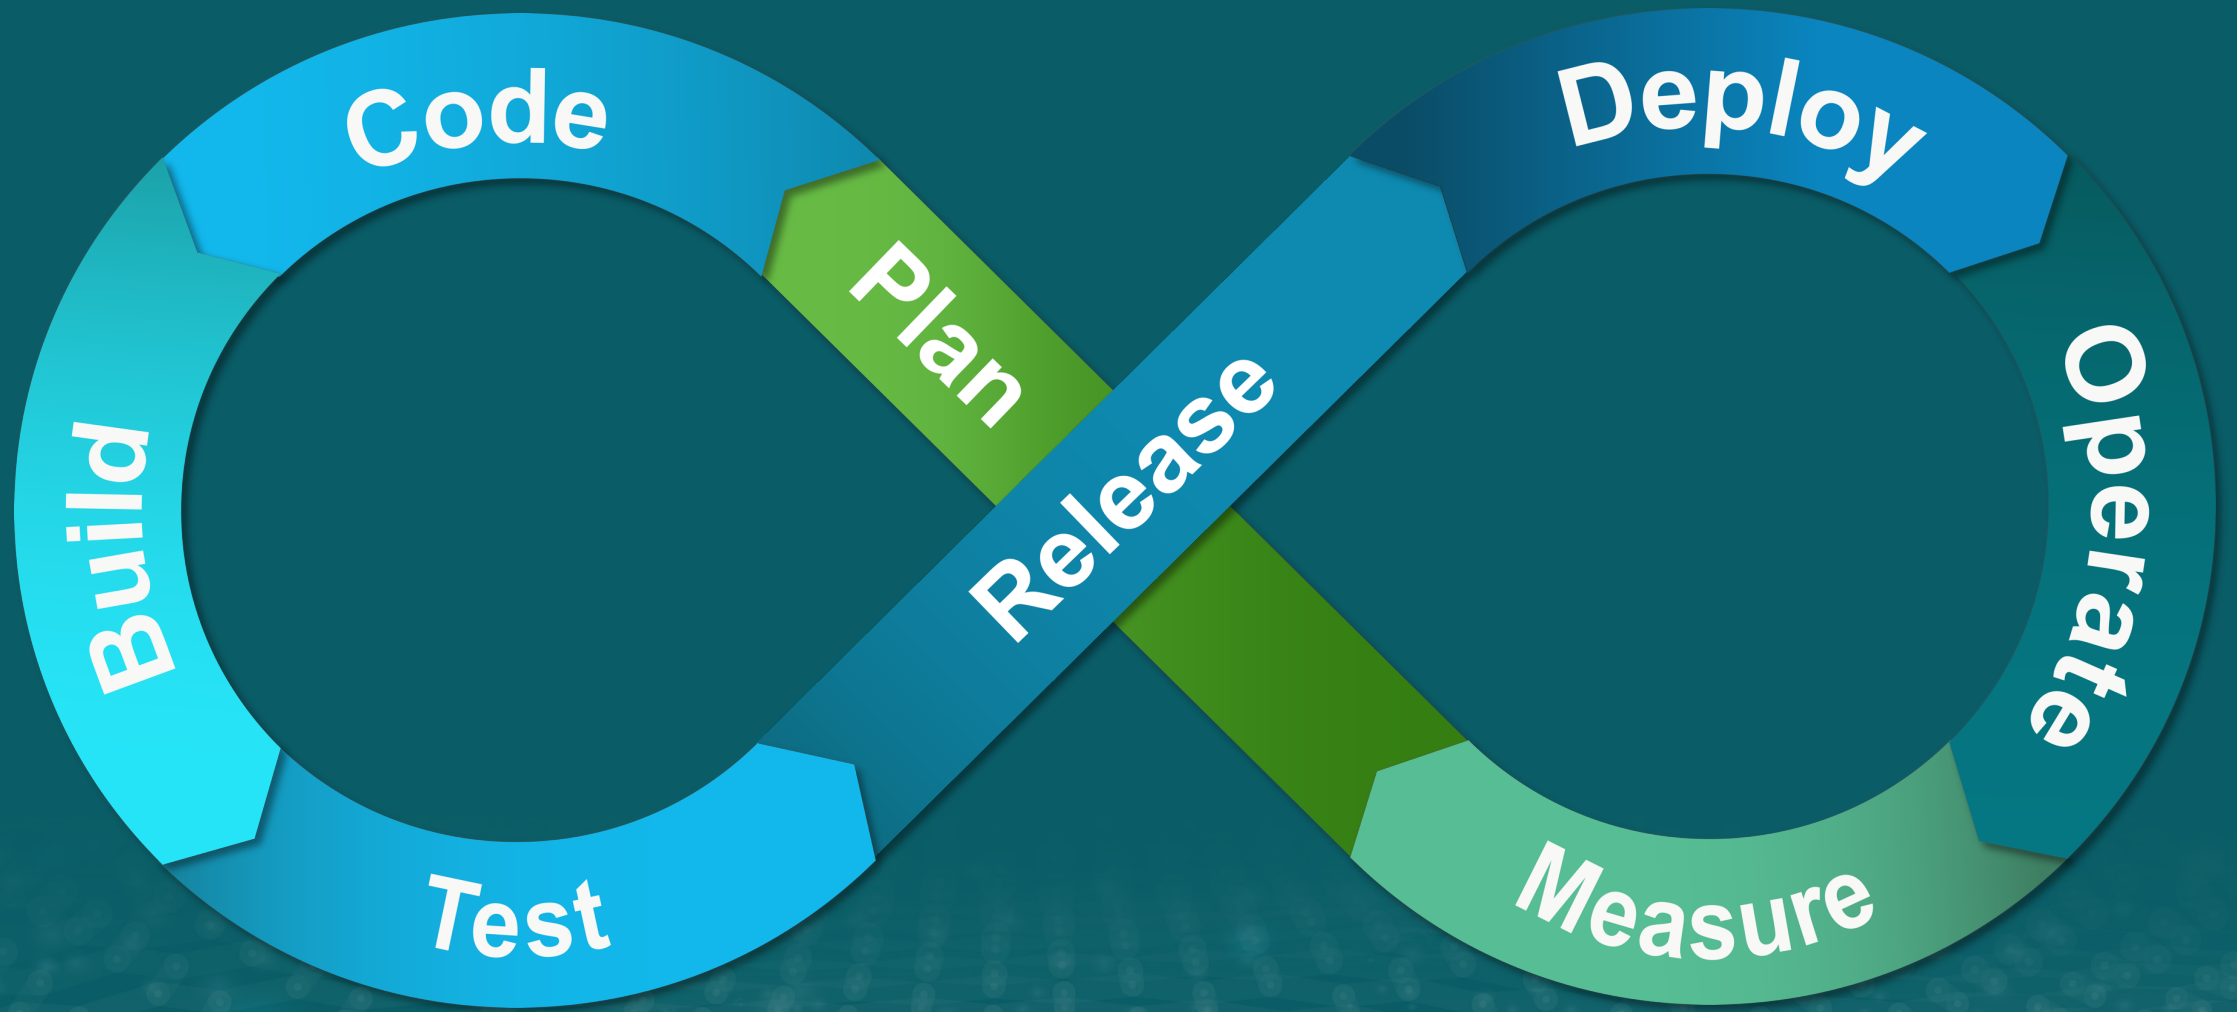 Plan
Code
Build
Test
Release
Deploy
Operate
Measure